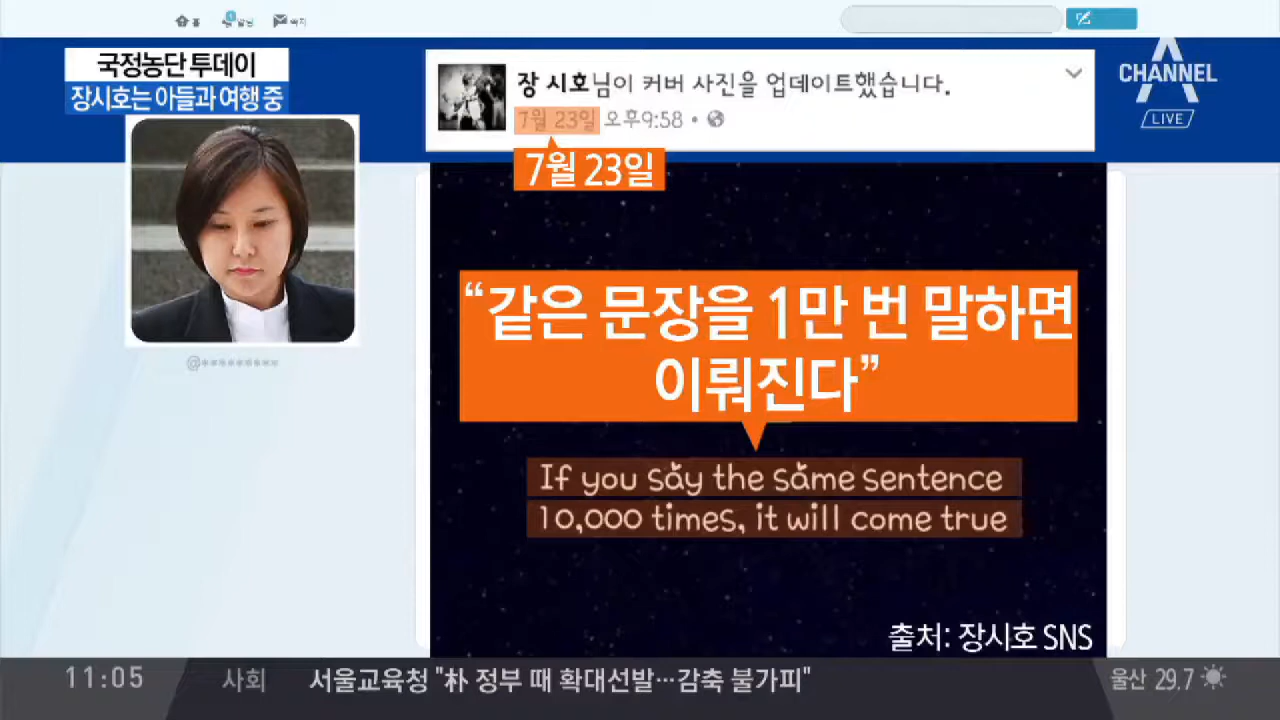 홈
알림
쪽지
국정농단 투데이
장시호는 아들과 여행 중
장 시호님이 커버 사진을 업데이트했습니다.
7월 23일 오후9:58
7월 23일
CHANNEL A
LIVE
@**********
“같은 문장을 1만 번 말하면
이뤄진다”
If you say the same sentence
10,000 times, it will come true
출처: 장시호 SNS
11:05 사회 서울교육청 "朴 정부 때 확대선발…감축 불가피" 울산 29.7